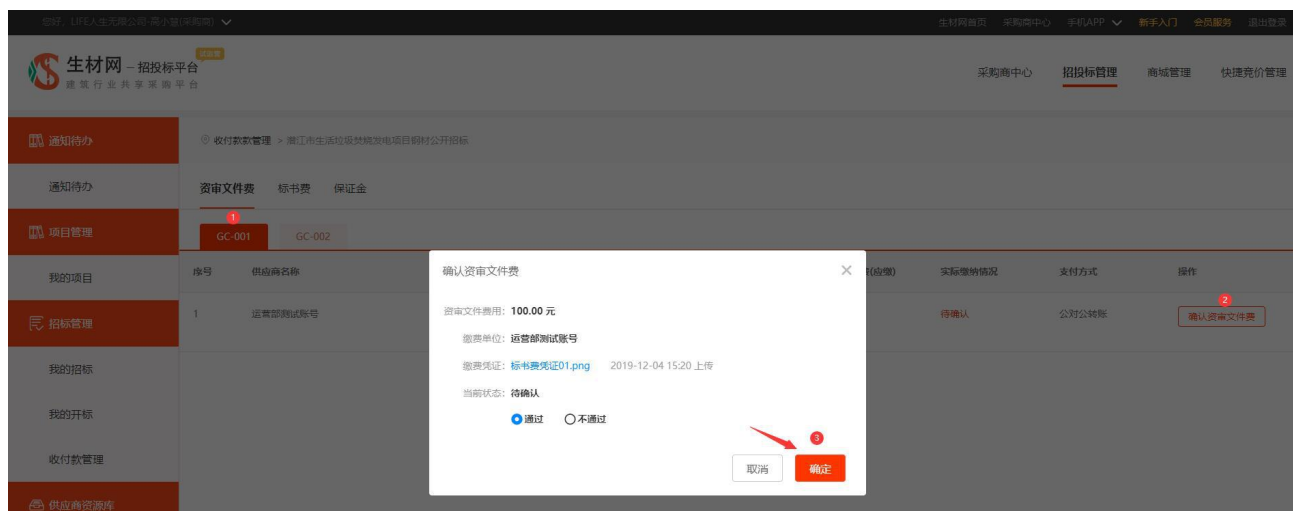 您好，LIFE人生无限公司-高小慧(采购商)
生材网首页 采购商中心 手机APP 新手入门 会员服务 退出登录
生材网 – 招投标平台
建筑行业共享采购平台
采购商中心 招投标管理 商城管理 快捷竞价管理
通知待办
收付款管理 > 潜江市生活垃圾焚烧发电项目钢材公开招标
通知待办
资审文件费 标书费 保证金
1
项目管理
GC-001 GC-002
我的项目
序号 供应商名称
(应缴) 实际缴纳情况 支付方式 操作
确认资审文件费
招标管理
1 运营部测试账号
待确认 公对公转账
2
确认资审文件费
资审文件费用：100.00 元
缴费单位：运营部测试账号
缴费凭证：标书费凭证01.png 2019-12-04 15:20 上传
当前状态：待确认
通过 不通过
3
取消 确定
我的招标
我的开标
收付款管理
供应商资源库